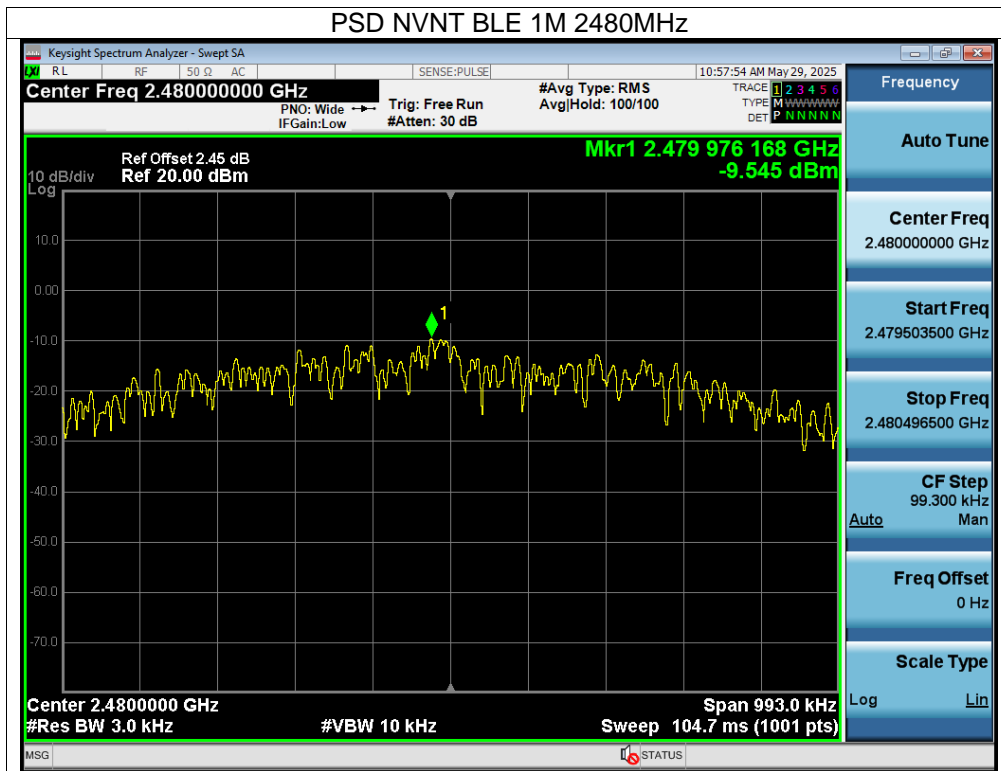 PSD NVNT BLE 1M 2480MHz
Keysight Spectrum Analyzer - Swept SA
LXI RL RF 50 Ω AC SENSE:PULSE 10:57:54 AM May 29, 2025
Center Freq 2.480000000 GHz
PNO: Wide
IFGain:Low
Trig: Free Run
#Atten: 30 dB
#Avg Type: RMS
Avg|Hold: 100/100
TRACE 1 2 3 4 5 6
TYPE M WWWWW
DET P N N N N N
Mkr1 2.479 976 168 GHz
-9.545 dBm
Ref Offset 2.45 dB
10 dB/div Ref 20.00 dBm
Log
10.0
0.00
-10.0
-20.0
-30.0
-40.0
-50.0
-60.0
-70.0
1
Center 2.4800000 GHz Span 993.0 kHz
#Res BW 3.0 kHz #VBW 10 kHz Sweep 104.7 ms (1001 pts)
MSG STATUS
Frequency
Auto Tune
Center Freq
2.480000000 GHz
Start Freq
2.479503500 GHz
Stop Freq
2.480496500 GHz
CF Step
99.300 kHz
Auto Man
Freq Offset
0 Hz
Scale Type
Log Lin